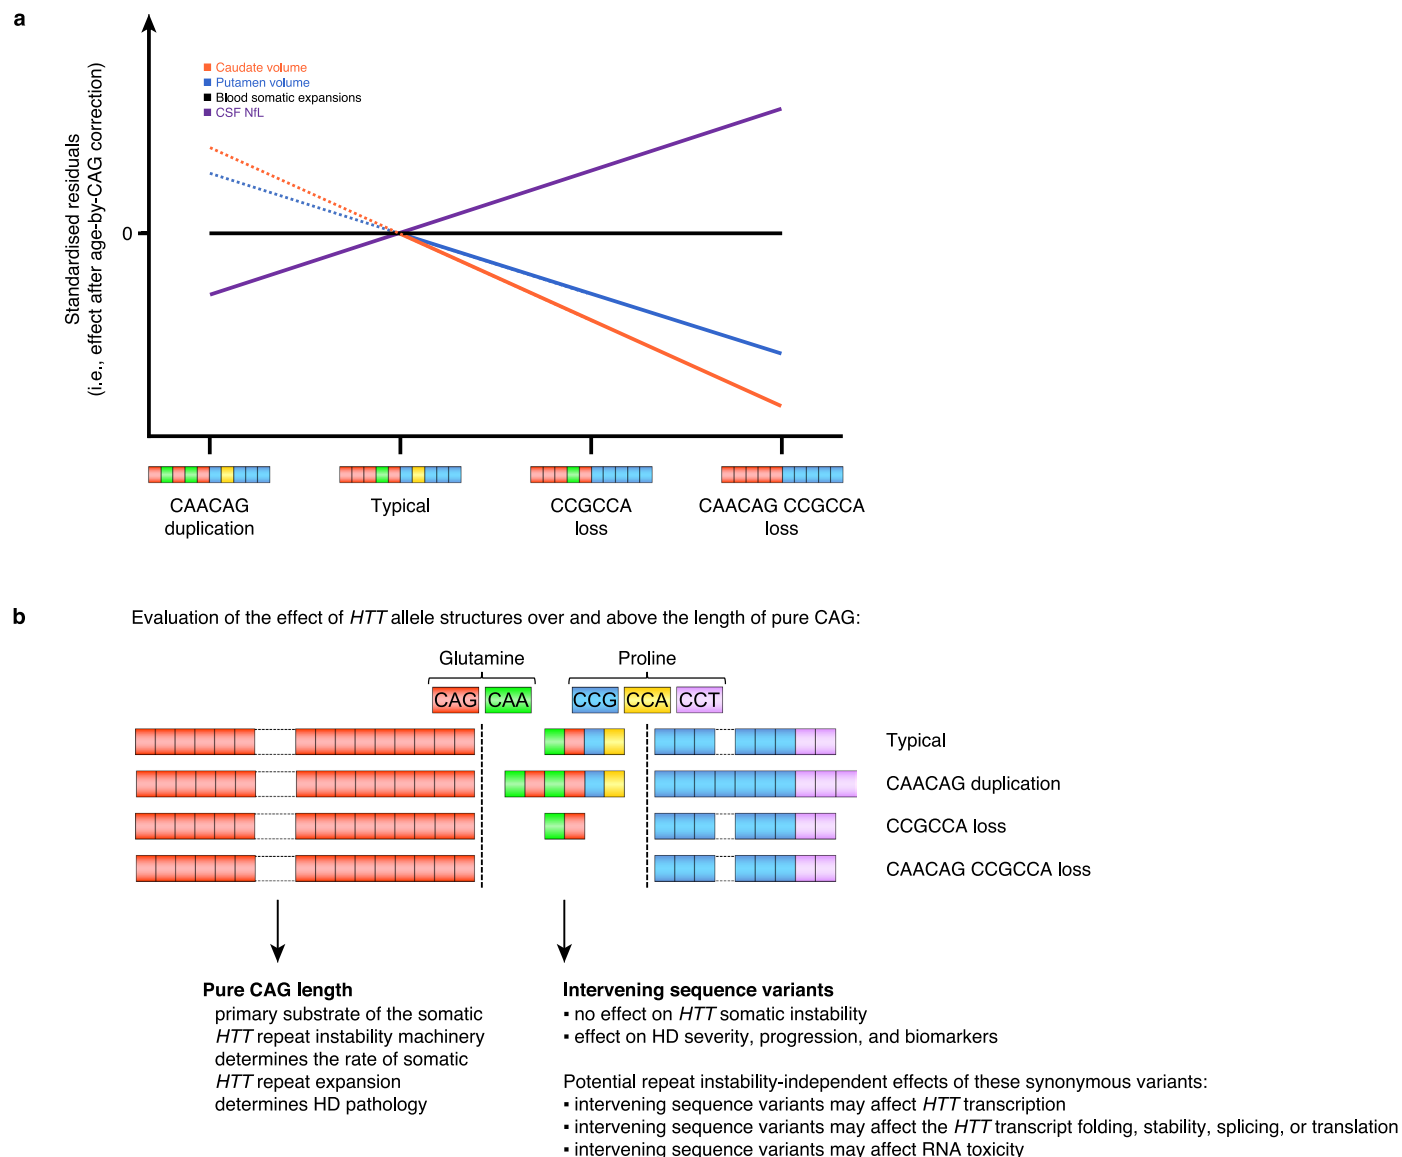 a
Standardised residuals
(i.e., effect after age-by-CAG correction)
Caudate volume
Putamen volume
Blood somatic expansions
CSF NfL
0
CAACAG
duplication
Typical
CCGCCA
loss
CAACAG CCGCCA
loss
b
Evaluation of the effect of HTT allele structures over and above the length of pure CAG:
Glutamine
Proline
CAG CAA
CCG CCA CCT
Typical
CAACAG duplication
CCGCCA loss
CAACAG CCGCCA loss
Pure CAG length
primary substrate of the somatic
HTT repeat instability machinery
determines the rate of somatic
HTT repeat expansion
determines HD pathology
Intervening sequence variants
▪ no effect on HTT somatic instability
▪ effect on HD severity, progression, and biomarkers
Potential repeat instability-independent effects of these synonymous variants:
▪ intervening sequence variants may affect HTT transcription
▪ intervening sequence variants may affect the HTT transcript folding, stability, splicing, or translation
▪ intervening sequence variants may affect RNA toxicity